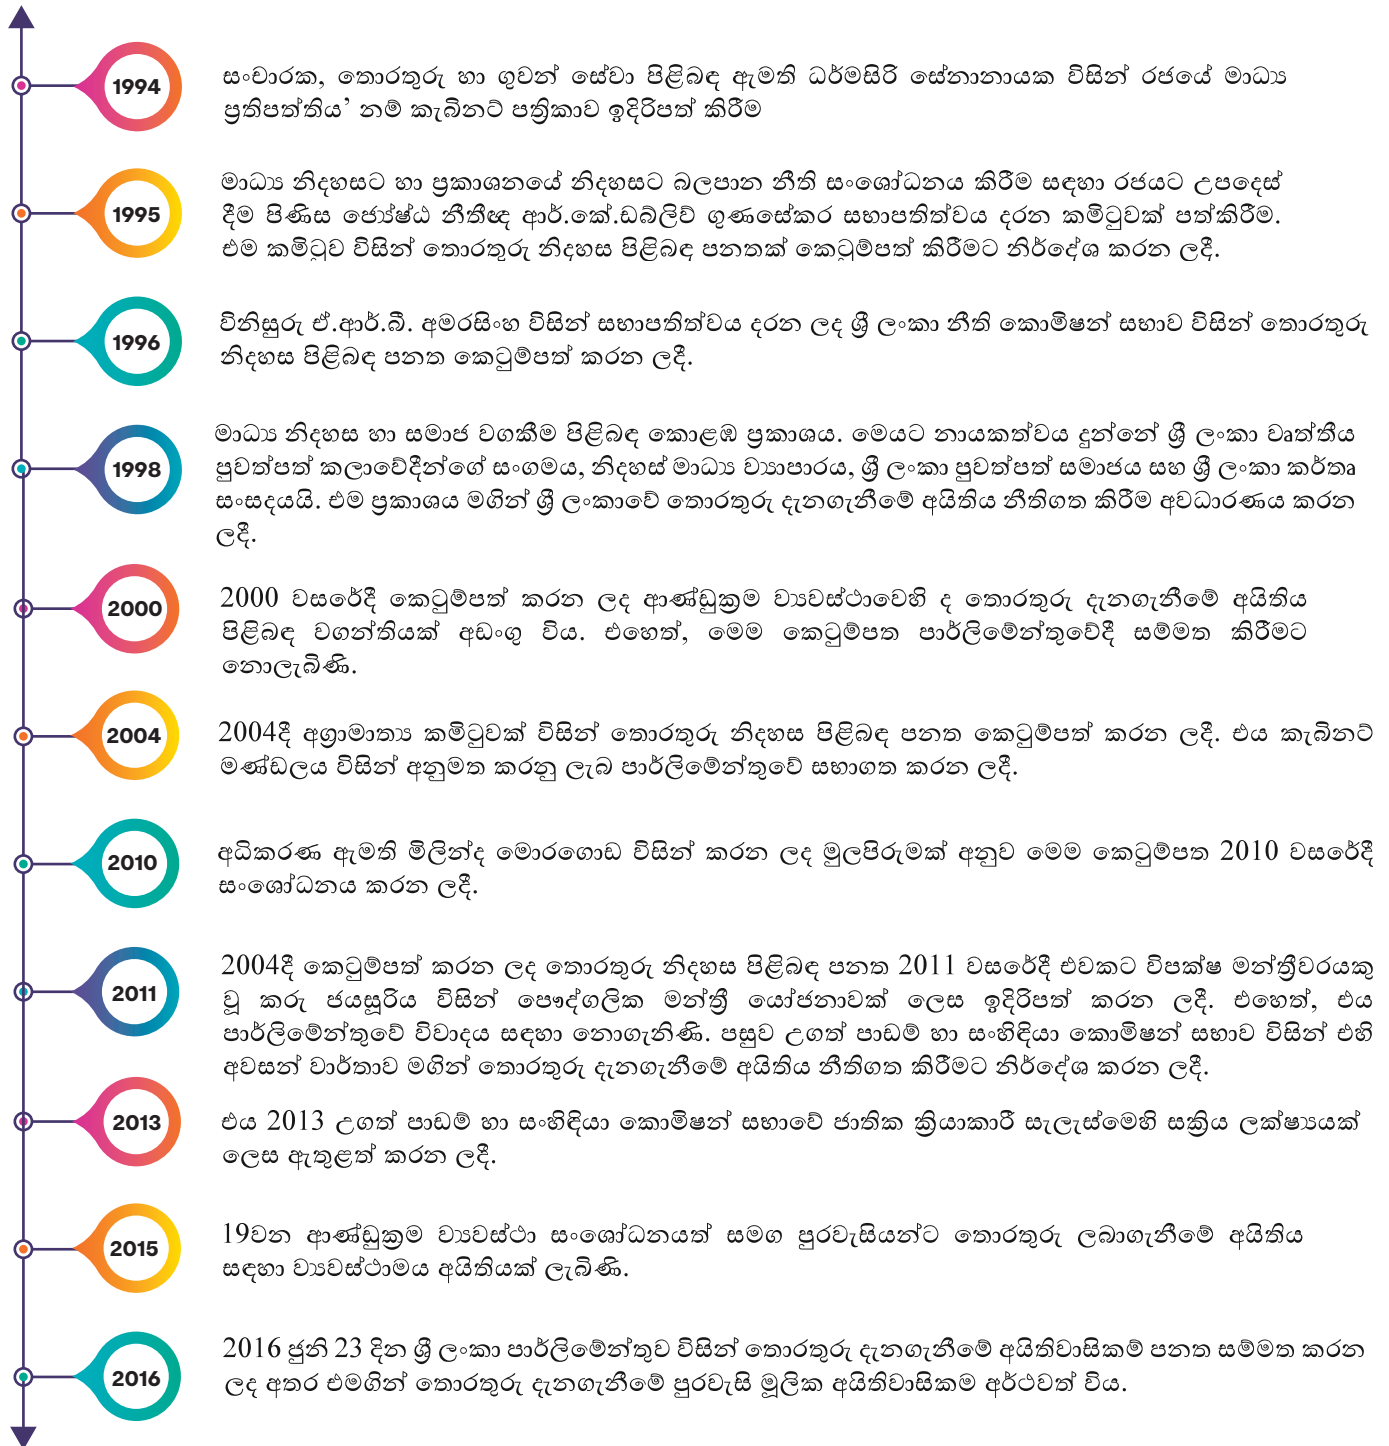 1994
සංචාරක, තොරතුරු හා ගුවන් සේවා පිළිබඳ ඇමති ධර්මසිරි සේනානායක විසින් රජයේ මාධ්‍ය
ප්‍රතිපත්තිය’ නම් කැබිනට් පත්‍රිකාව ඉදිරිපත් කිරීම
1995
මාධ්‍ය නිදහසට හා ප්‍රකාශනයේ නිදහසට බලපාන නීති සංශෝධනය කිරීම සඳහා රජයට උපදෙස්
දීම පිණිස ජ්‍යේෂ්ඨ නීතීඥ ආර්.කේ.ඩබ්ලිව් ගුණසේකර සභාපතිත්වය දරන කමිටුවක් පත්කිරීම.
එම කමිටුව විසින් තොරතුරු නිදහස පිළිබඳ පනතක් කෙටුම්පත් කිරීමට නිර්දේශ කරන ලදී.
1996
විනිසුරු ඒ.ආර්.බී. අමරසිංහ විසින් සභාපතිත්වය දරන ලද ශ්‍රී ලංකා නීති කොමිෂන් සභාව විසින් තොරතුරු
නිදහස පිළිබඳ පනත කෙටුම්පත් කරන ලදී.
1998
මාධ්‍ය නිදහස හා සමාජ වගකීම පිළිබඳ කොළඹ ප්‍රකාශය. මෙයට නායකත්වය දුන්නේ ශ්‍රී ලංකා වෘත්තීය
පුවත්පත් කලාවේදීන්ගේ සංගමය, නිදහස් මාධ්‍ය ව්‍යාපාරය, ශ්‍රී ලංකා පුවත්පත් සමාජය සහ ශ්‍රී ලංකා කර්තෘ
සංසදයයි. එම ප්‍රකාශය මගින් ශ්‍රී ලංකාවේ තොරතුරු දැනගැනීමේ අයිතිය නීතිගත කිරීම අවධාරණය කරන
ලදී.
2000
2000 වසරේදී කෙටුම්පත් කරන ලද ආණ්ඩුක්‍රම ව්‍යවස්ථාවෙහි ද තොරතුරු දැනගැනීමේ අයිතිය
පිළිබඳ වගන්තියක් අඩංගු විය. එහෙත්, මෙම කෙටුම්පත පාර්ලිමේන්තුවේදී සම්මත කිරීමට
නොලැබිණි.
2004
2004දී අග්‍රාමාත්‍ය කමිටුවක් විසින් තොරතුරු නිදහස පිළිබඳ පනත කෙටුම්පත් කරන ලදී. එය කැබිනට්
මණ්ඩලය විසින් අනුමත කරනු ලැබ පාර්ලිමේන්තුවේ සභාගත කරන ලදී.
2010
අධිකරණ ඇමති මිලින්ද මොරගොඩ විසින් කරන ලද මුලපිරුමක් අනුව මෙම කෙටුම්පත 2010 වසරේදී
සංශෝධනය කරන ලදී.
2011
2004දී කෙටුම්පත් කරන ලද තොරතුරු නිදහස පිළිබඳ පනත 2011 වසරේදී එවකට විපක්ෂ මන්ත්‍රීවරයකු
වූ කරු ජයසූරිය විසින් පෞද්ගලික මන්ත්‍රී යෝජනාවක් ලෙස ඉදිරිපත් කරන ලදී. එහෙත්, එය
පාර්ලිමේන්තුවේ විවාදය සඳහා නොගැනිණි. පසුව උගත් පාඩම් හා සංහිඳියා කොමිෂන් සභාව විසින් එහි
අවසන් වාර්තාව මගින් තොරතුරු දැනගැනීමේ අයිතිය නීතිගත කිරීමට නිර්දේශ කරන ලදී.
2013
එය 2013 උගත් පාඩම් හා සංහිඳියා කොමිෂන් සභාවේ ජාතික ක්‍රියාකාරී සැලැස්මෙහි සක්‍රිය ලක්ෂ්‍යයක්
ලෙස ඇතුළත් කරන ලදී.
2015
19වන ආණ්ඩුක්‍රම ව්‍යවස්ථා සංශෝධනයත් සමග පුරවැසියන්ට තොරතුරු ලබාගැනීමේ අයිතිය
සඳහා ව්‍යවස්ථාමය අයිතියක් ලැබිණි.
2016
2016 ජුනි 23 දින ශ්‍රී ලංකා පාර්ලිමේන්තුව විසින් තොරතුරු දැනගැනීමේ අයිතිවාසිකම් පනත සම්මත කරන
ලද අතර එමගින් තොරතුරු දැනගැනීමේ පුරවැසි මූලික අයිතිවාසිකම අර්ථවත් විය.